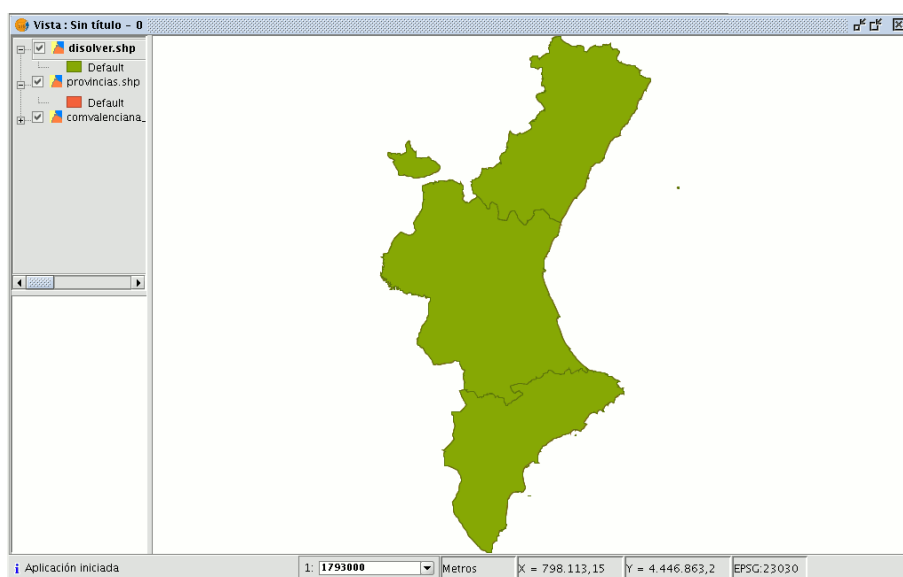 Vista : Sin título - 0
disolver.shp
Default
provincias.shp
Default
comvalenciana_
Aplicación iniciada
1: 1793000
Metros
X = 798.113,15
Y = 4.446.863,2
EPSG:23030